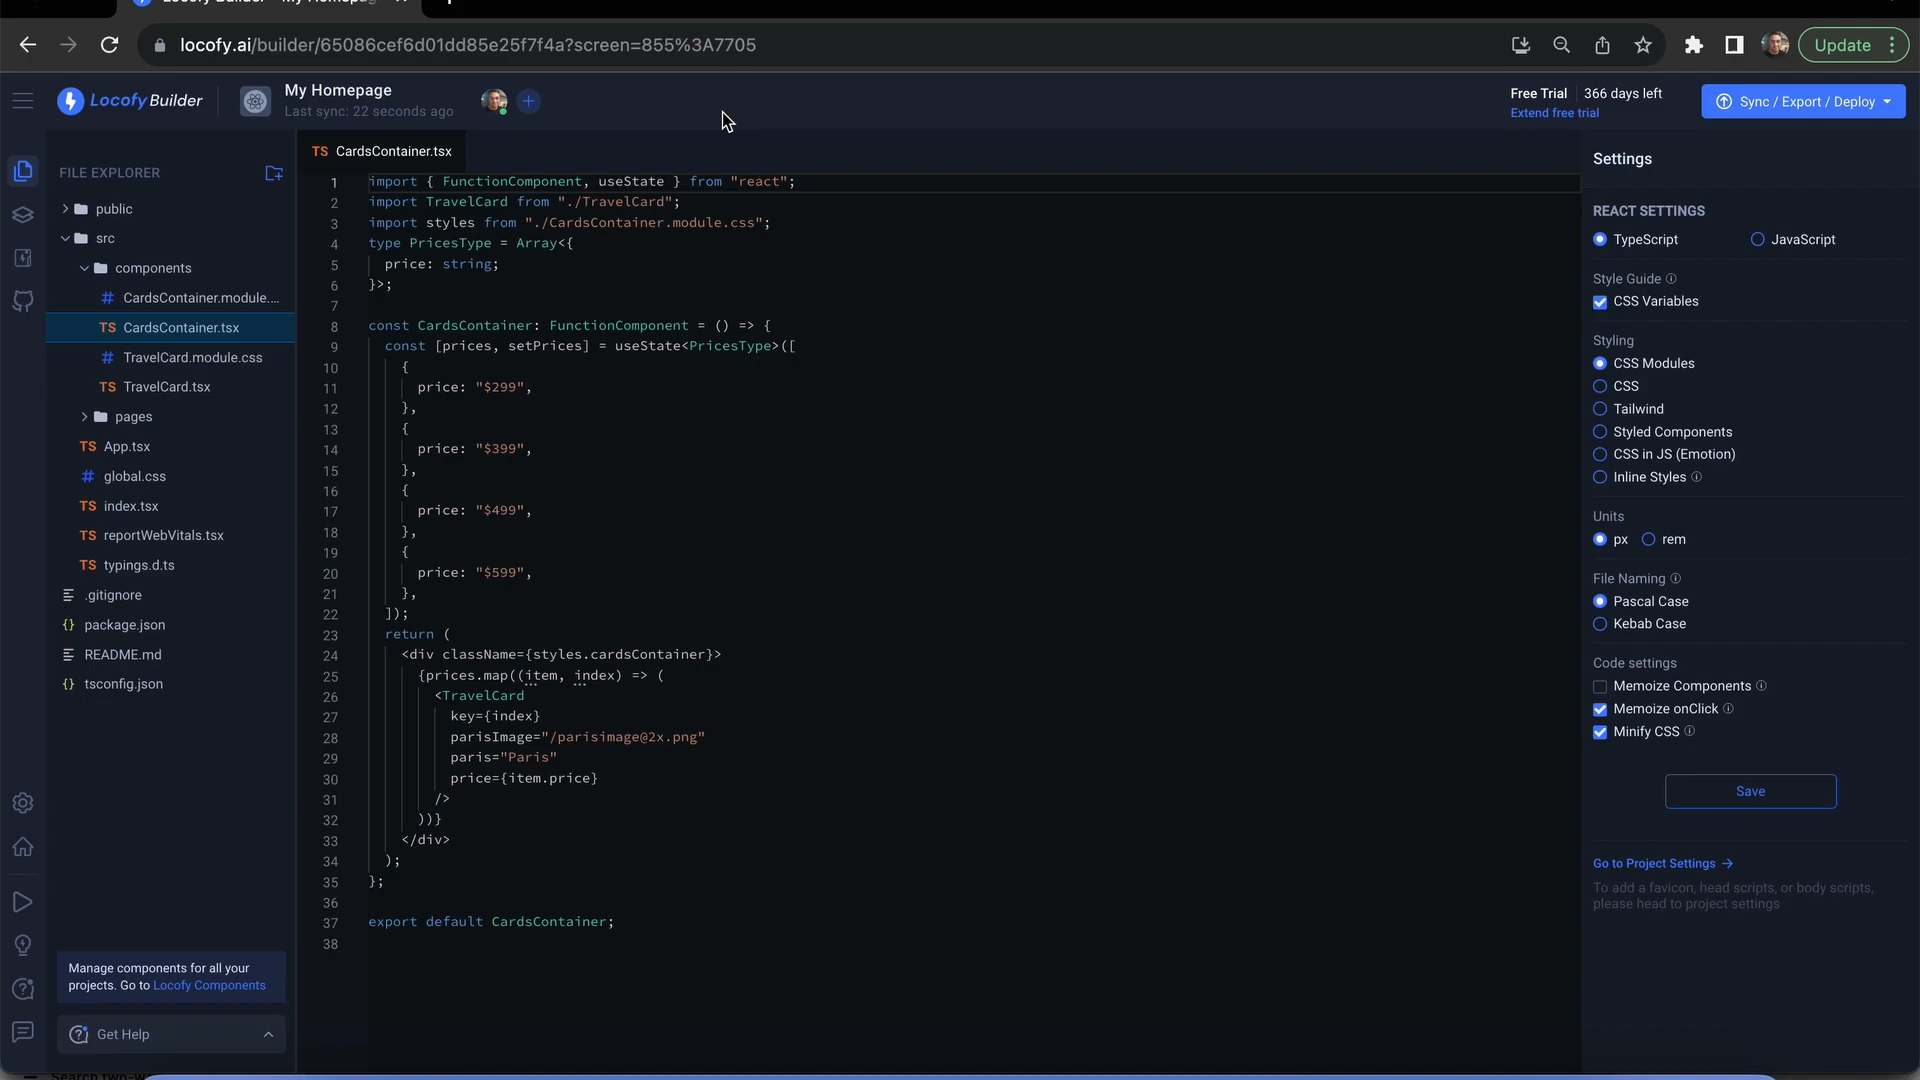 locofy.ai/builder/65086cef6d01dd85e25f7f4a?screen=855%3A7705
Update
LocofyBuilder
My Homepage
Last sync: 22 seconds ago
Free Trial
366 days left
Extend free trial
Sync / Export / Deploy
FILE EXPLORER
public
src
components
# CardsContainer.module....
TS CardsContainer.tsx
# TravelCard.module.css
TS TravelCard.tsx
pages
TS App.tsx
# global.css
TS index.tsx
TS reportWebVitals.tsx
TS typings.d.ts
.gitignore
{} package.json
README.md
{} tsconfig.json
Manage components for all your
projects. Go to Locofy Components
Get Help
TS CardsContainer.tsx
1 import { FunctionComponent, useState } from "react";
2 import TravelCard from "./TravelCard";
3 import styles from "./CardsContainer.module.css";
4 type PricesType = Array<{
5 price: string;
6 }>;
7
8 const CardsContainer: FunctionComponent = () => {
9 const [prices, setPrices] = useState<PricesType>([
10 {
11 price: "$299",
12 },
13 {
14 price: "$399",
15 },
16 {
17 price: "$499",
18 },
19 {
20 price: "$599",
21 },
22 ]);
23 return (
24 <div className={styles.cardsContainer}>
25 {prices.map((item, index) => (
26 <TravelCard
27 key={index}
28 parisImage="/parisimage@2x.png"
29 paris="Paris"
30 price={item.price}
31 />
32 ))}
33 </div>
34 );
35 };
36
37 export default CardsContainer;
38
Settings
REACT SETTINGS
TypeScript
JavaScript
Style Guide
CSS Variables
Styling
CSS Modules
CSS
Tailwind
Styled Components
CSS in JS (Emotion)
Inline Styles
Units
px
rem
File Naming
Pascal Case
Kebab Case
Code settings
Memoize Components
Memoize onClick
Minify CSS
Save
Go to Project Settings →
To add a favicon, head scripts, or body scripts,
please head to project settings